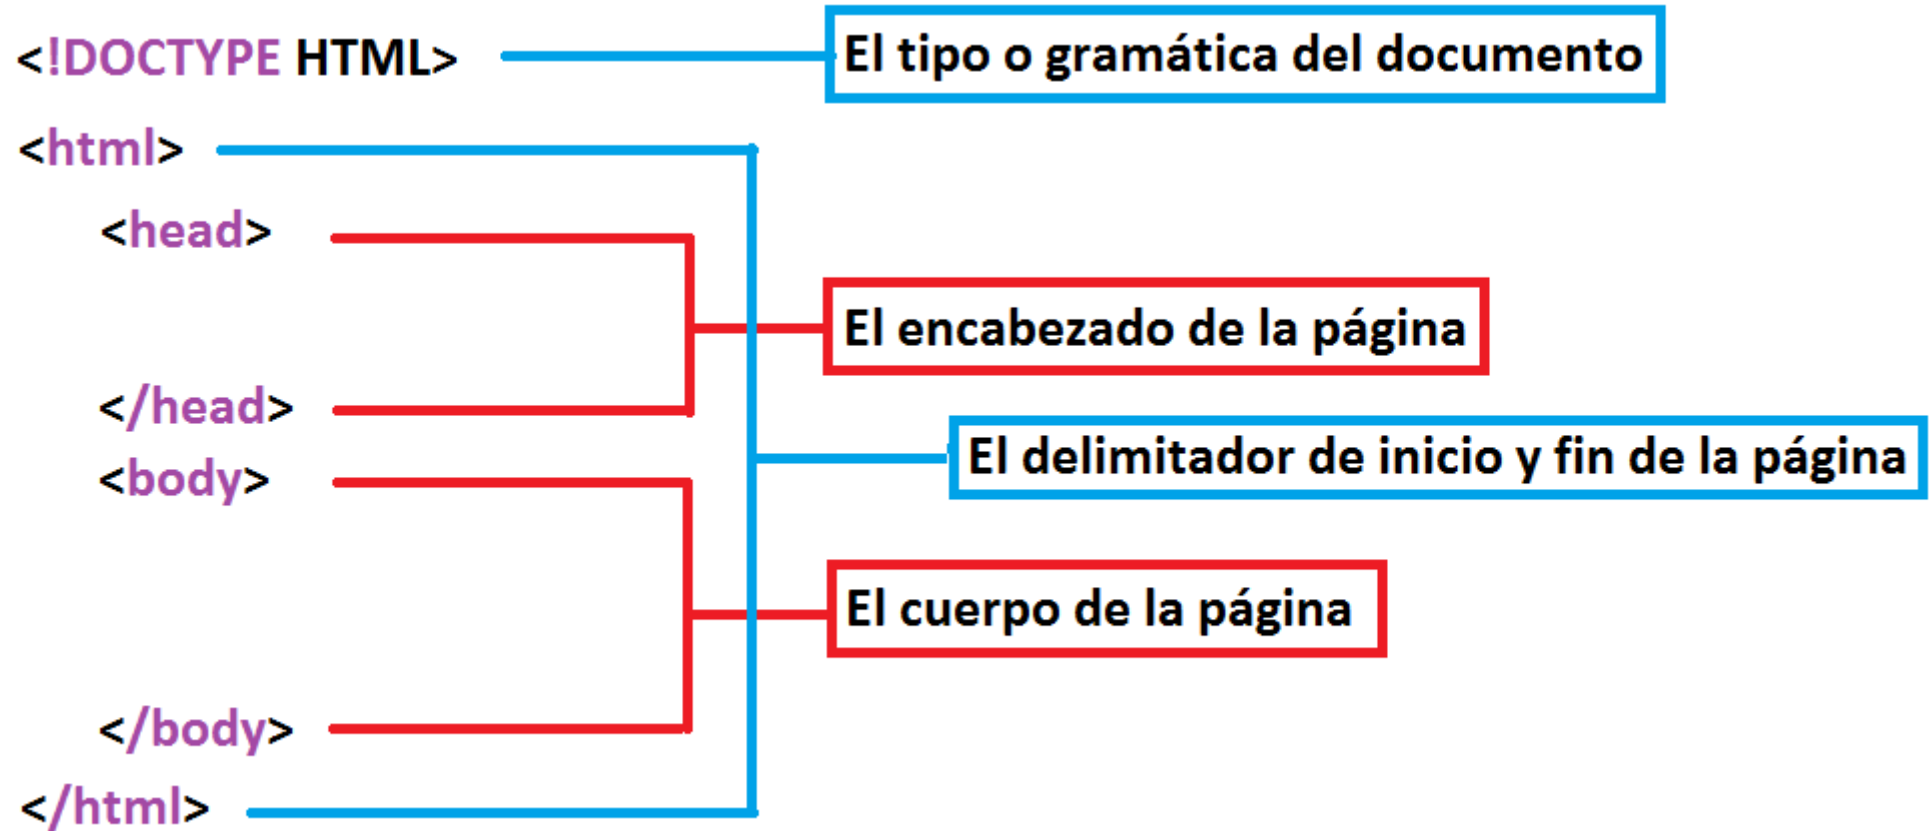 <!DOCTYPE HTML> El tipo o gramática del documento
<html>
<head>
El encabezado de la página
</head>
El delimitador de inicio y fin de la página
<body>
El cuerpo de la página
</body>
</html>